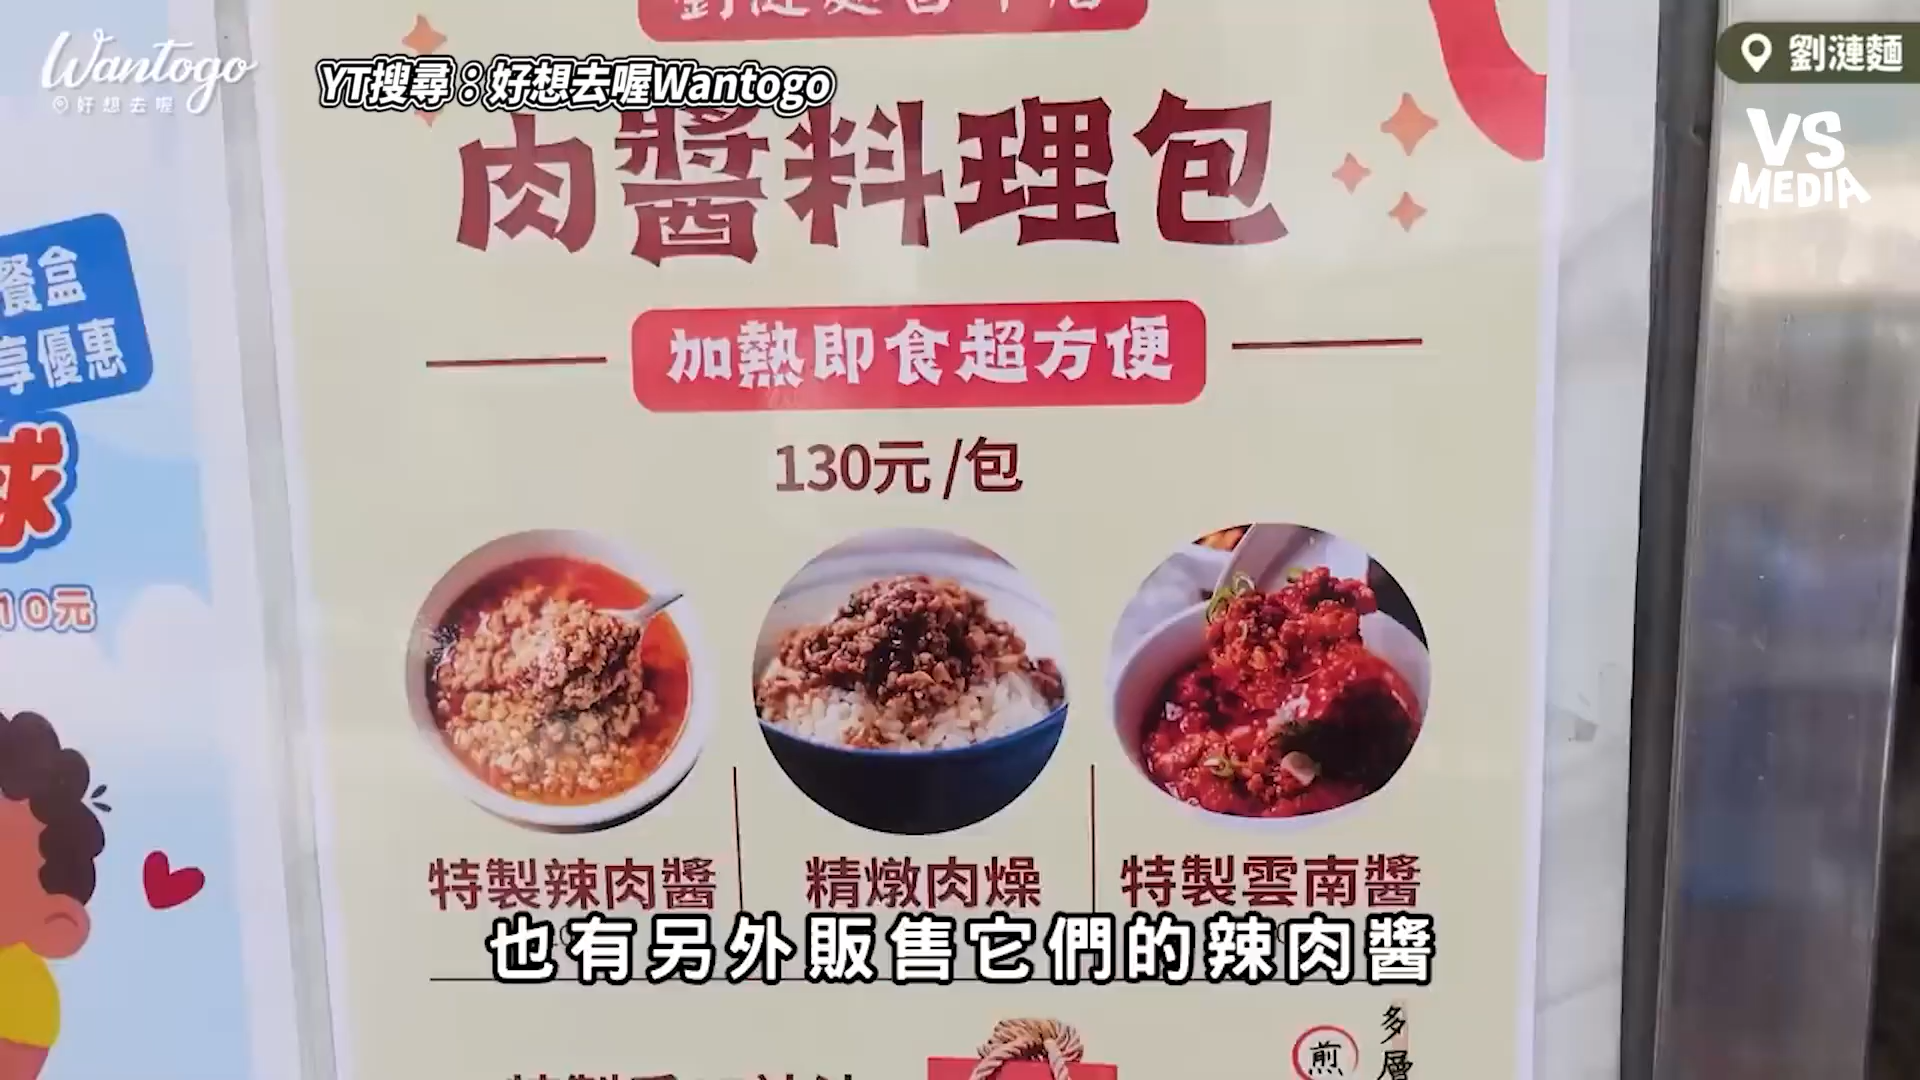 Wantogo
好想去喔
YT搜尋：好想去喔Wantogo
劉漣麵
VS
MEDIA
肉醬料理包
餐盒
享優惠
加熱即食超方便
130元/包
球
10元
特製辣肉醬
精燉肉燥
特製雲南醬
也有另外販售它們的辣肉醬
煎
多層